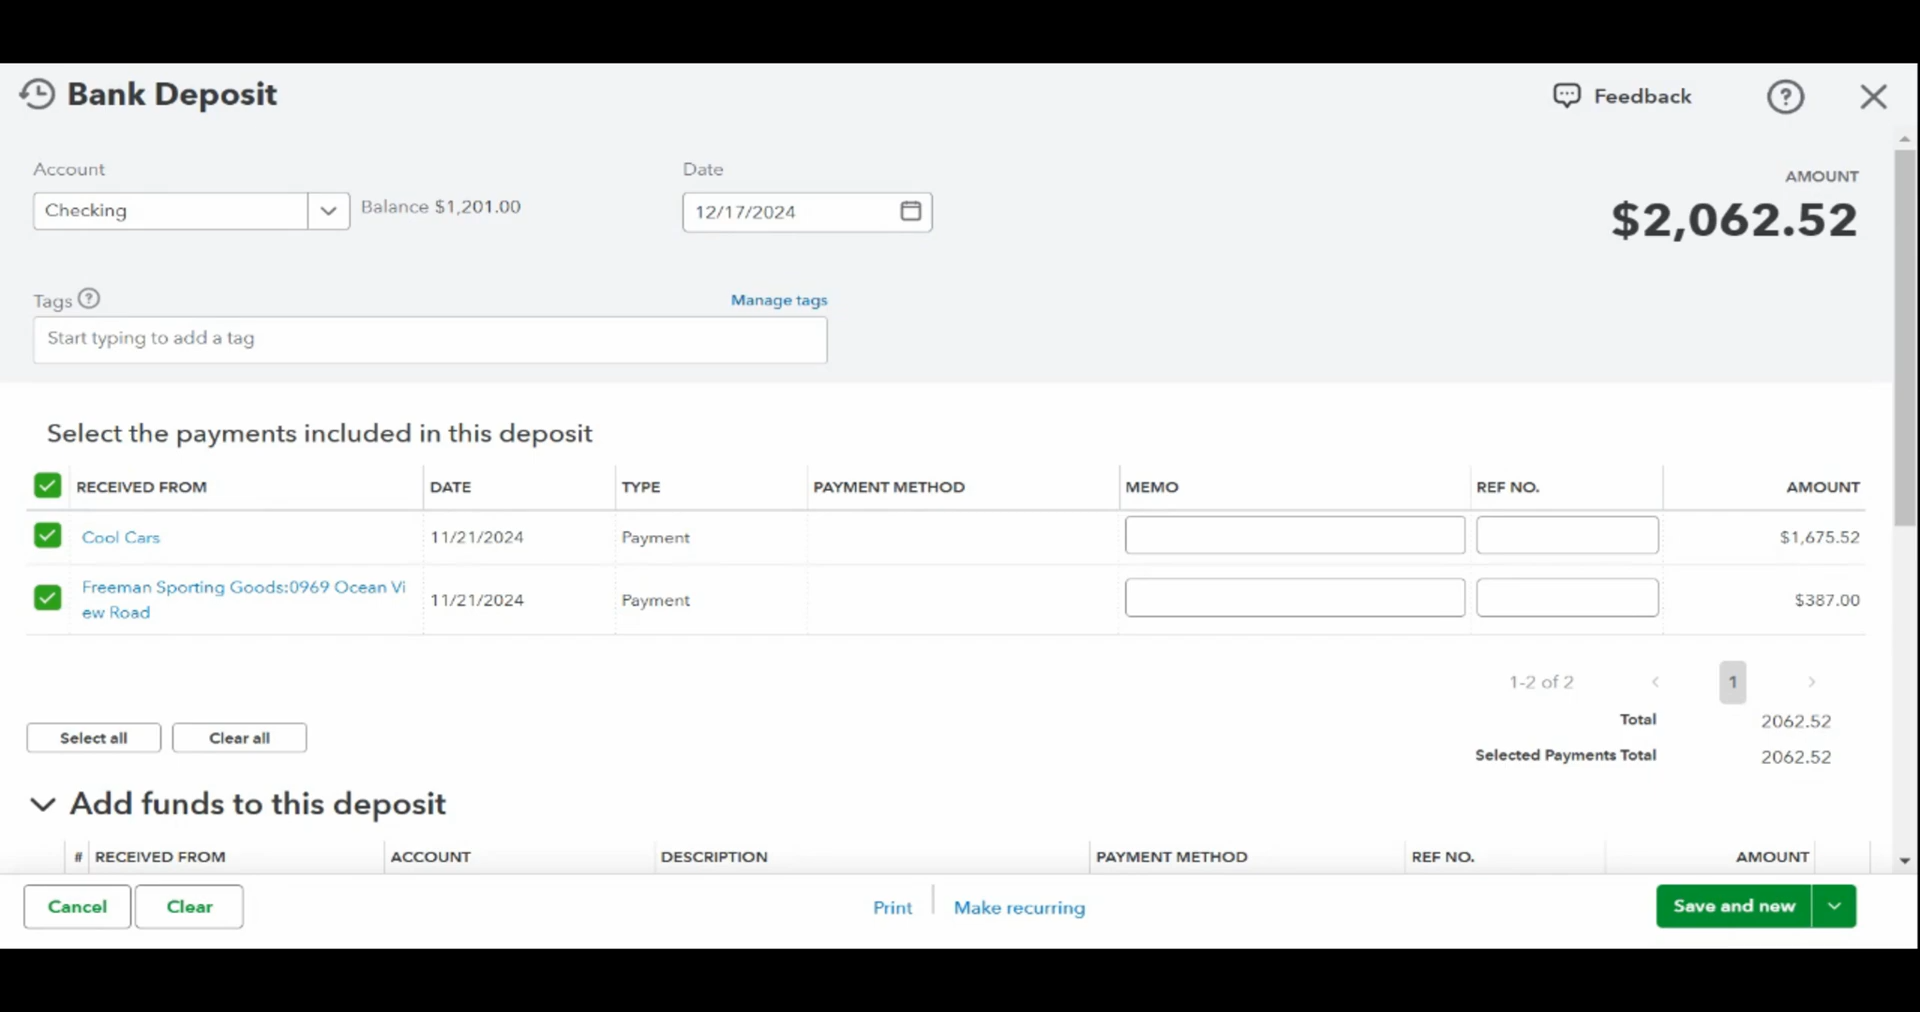 Bank Deposit
Feedback
Account
Date
AMOUNT
Checking
Balance $1,201.00
12/17/2024
$2,062.52
Tags
Manage tags
Start typing to add a tag
Select the payments included in this deposit
RECEIVED FROM DATE TYPE PAYMENT METHOD MEMO REF NO. AMOUNT
Cool Cars 11/21/2024 Payment $1,675.52
Freeman Sporting Goods:0969 Ocean Vi
ew Road
11/21/2024 Payment $387.00
1-2 of 2 < 1 >
Total 2062.52
Select all Clear all
Selected Payments Total 2062.52
Add funds to this deposit
# RECEIVED FROM ACCOUNT DESCRIPTION PAYMENT METHOD REF NO. AMOUNT
Cancel Clear Print Make recurring Save and new